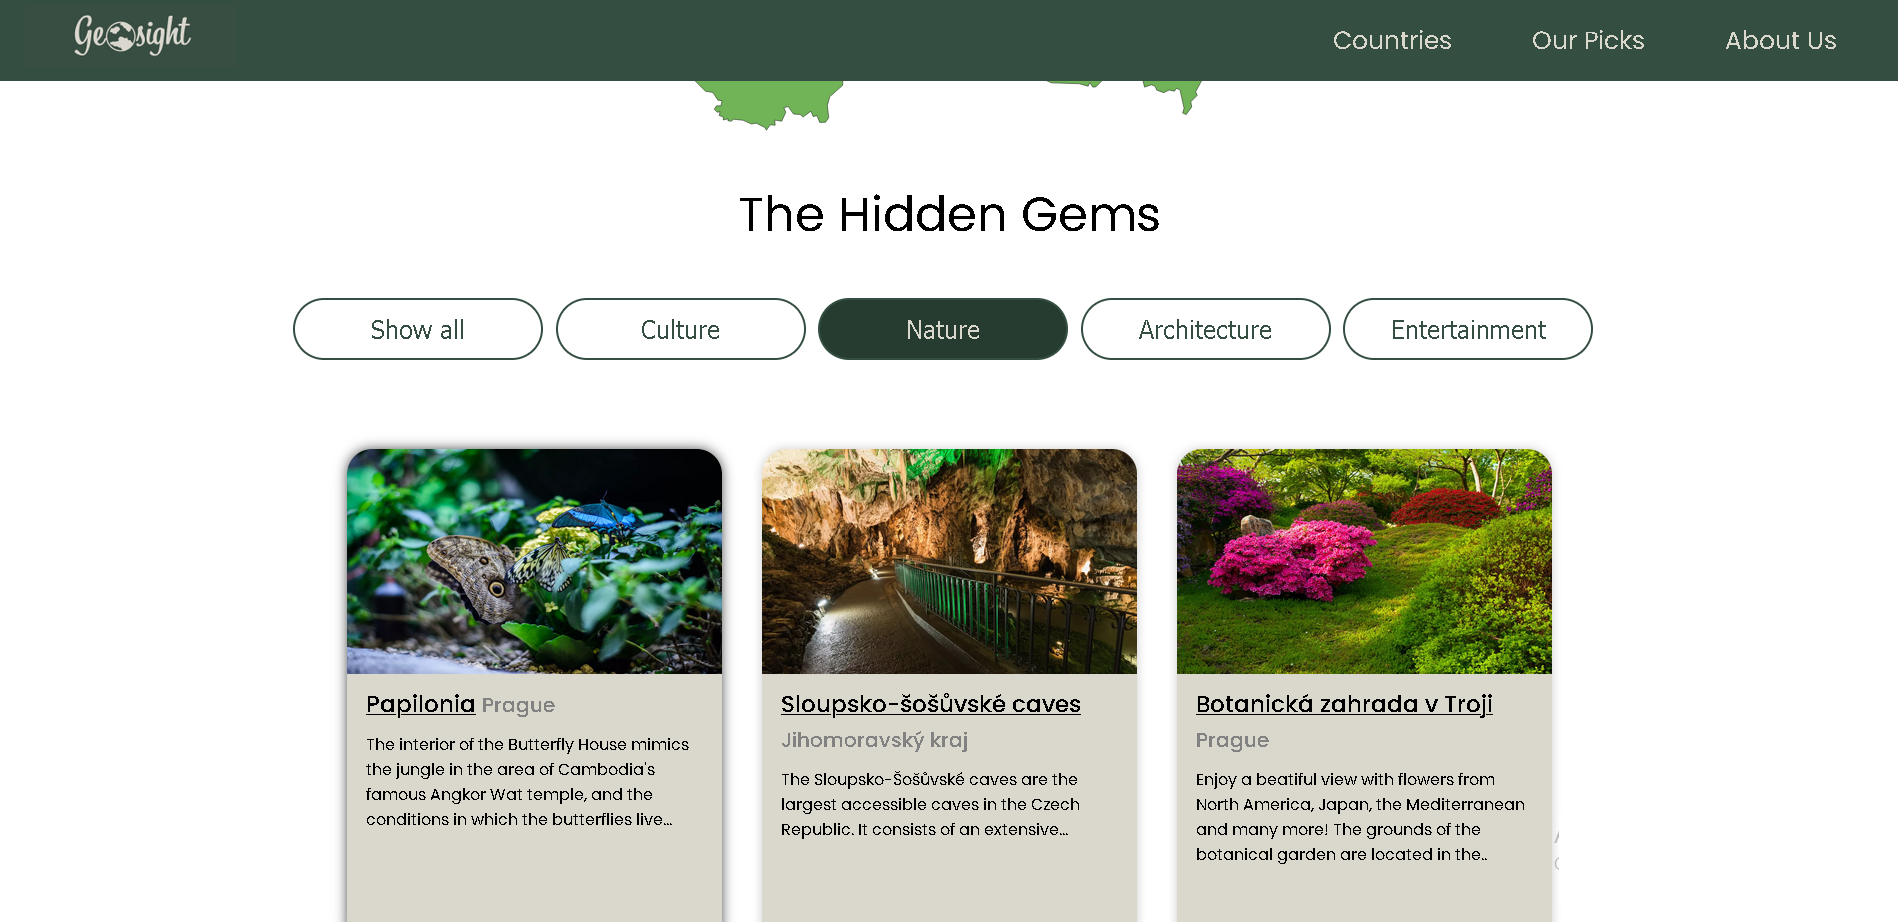 Geosight
Countries
Our Picks
About Us
The Hidden Gems
Show all
Culture
Nature
Architecture
Entertainment
Papilonia Prague
The interior of the Butterfly House mimics
the jungle in the area of Cambodia's
famous Angkor Wat temple, and the
conditions in which the butterflies live...
Sloupsko-šošůvské caves
Jihomoravský kraj
The Sloupsko-Šošůvské caves are the
largest accessible caves in the Czech
Republic. It consists of an extensive...
Botanická zahrada v Troji
Prague
Enjoy a beatiful view with flowers from
North America, Japan, the Mediterranean
and many more! The grounds of the
botanical garden are located in the..